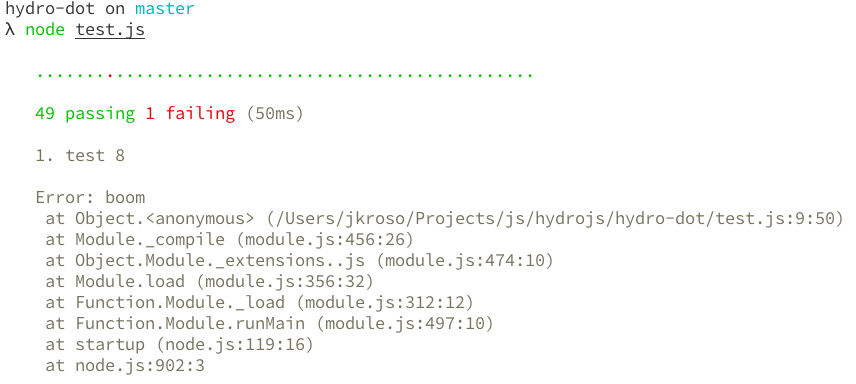 hydro-dot on master
λ node test.js
..................................................
49 passing 1 failing (50ms)
1. test 8
Error: boom
at Object.<anonymous> (/Users/jkroso/Projects/js/hydrojs/hydro-dot/test.js:9:50)
at Module._compile (module.js:456:26)
at Object.Module._extensions..js (module.js:474:10)
at Module.load (module.js:356:32)
at Function.Module._load (module.js:312:12)
at Function.Module.runMain (module.js:497:10)
at startup (node.js:119:16)
at node.js:902:3